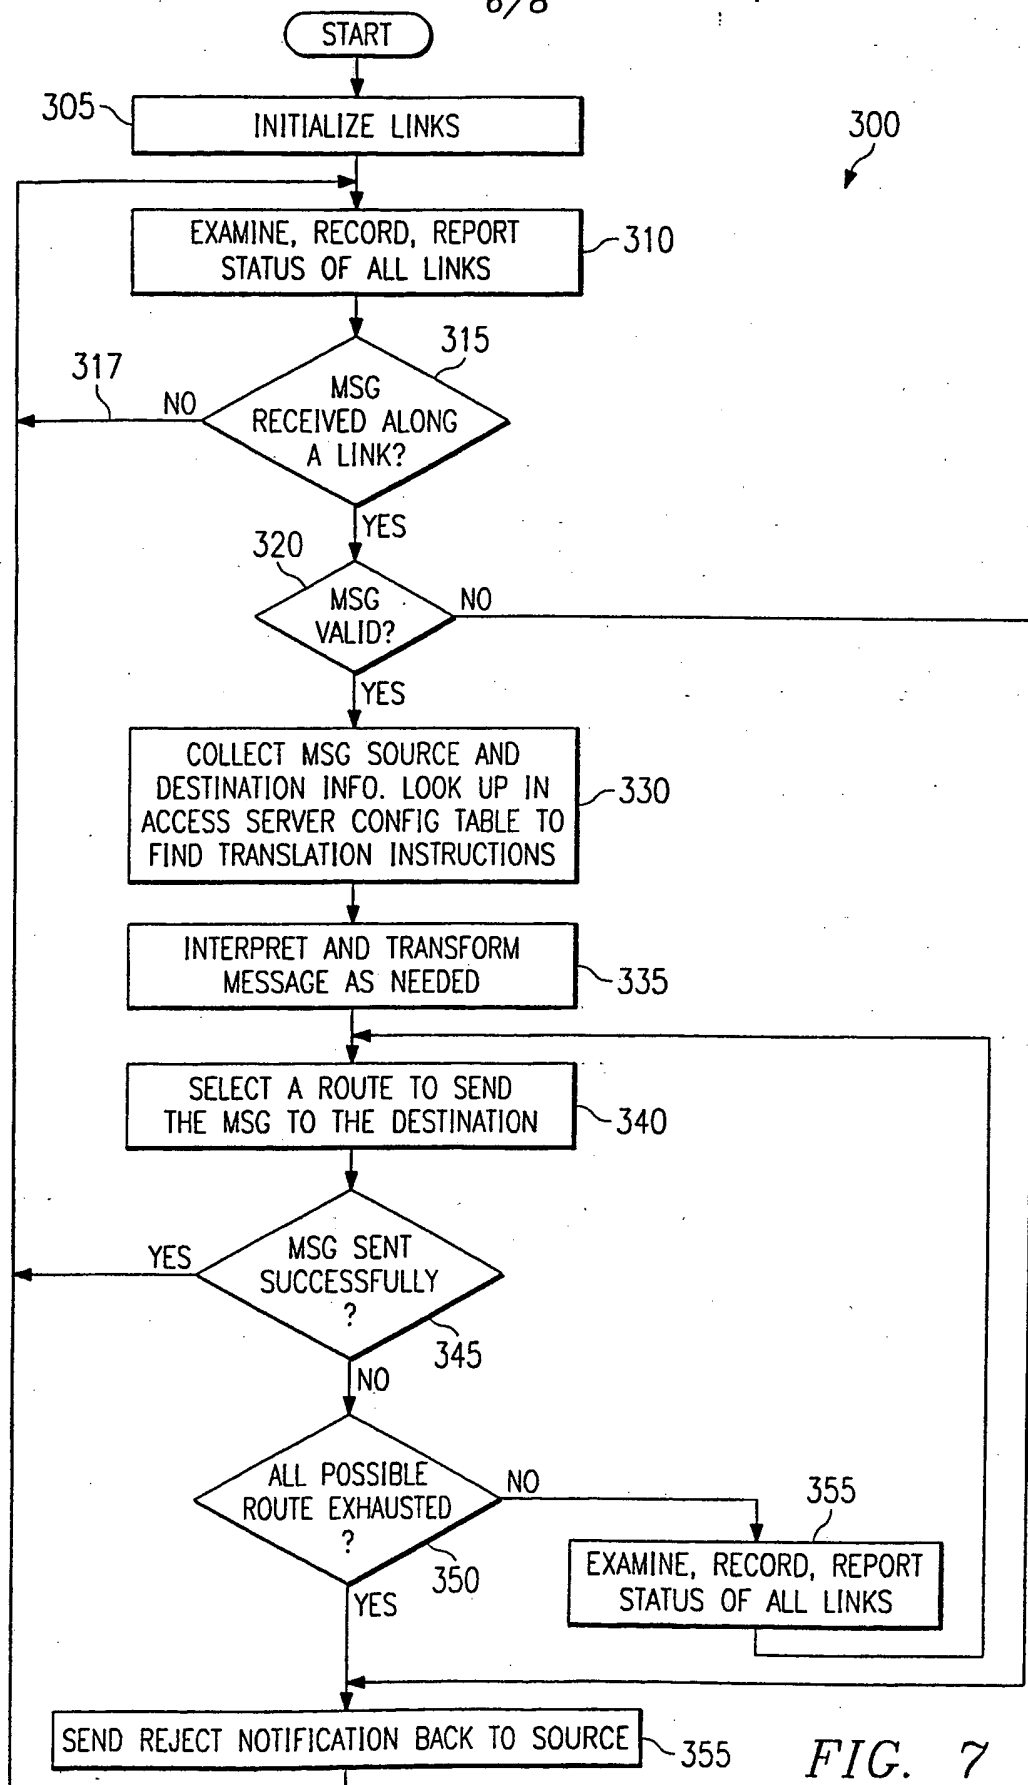 6/8
START
305
INITIALIZE LINKS
300
EXAMINE, RECORD, REPORT
STATUS OF ALL LINKS
310
315
317
NO
MSG
RECEIVED ALONG
A LINK?
YES
320
MSG
VALID?
NO
YES
COLLECT MSG SOURCE AND
DESTINATION INFO. LOOK UP IN
ACCESS SERVER CONFIG TABLE TO
FIND TRANSLATION INSTRUCTIONS
330
INTERPRET AND TRANSFORM
MESSAGE AS NEEDED
335
SELECT A ROUTE TO SEND
THE MSG TO THE DESTINATION
340
YES
MSG SENT
SUCCESSFULLY
?
345
NO
ALL POSSIBLE
ROUTE EXHAUSTED
?
NO
350
355
EXAMINE, RECORD, REPORT
STATUS OF ALL LINKS
YES
SEND REJECT NOTIFICATION BACK TO SOURCE
355
FIG. 7